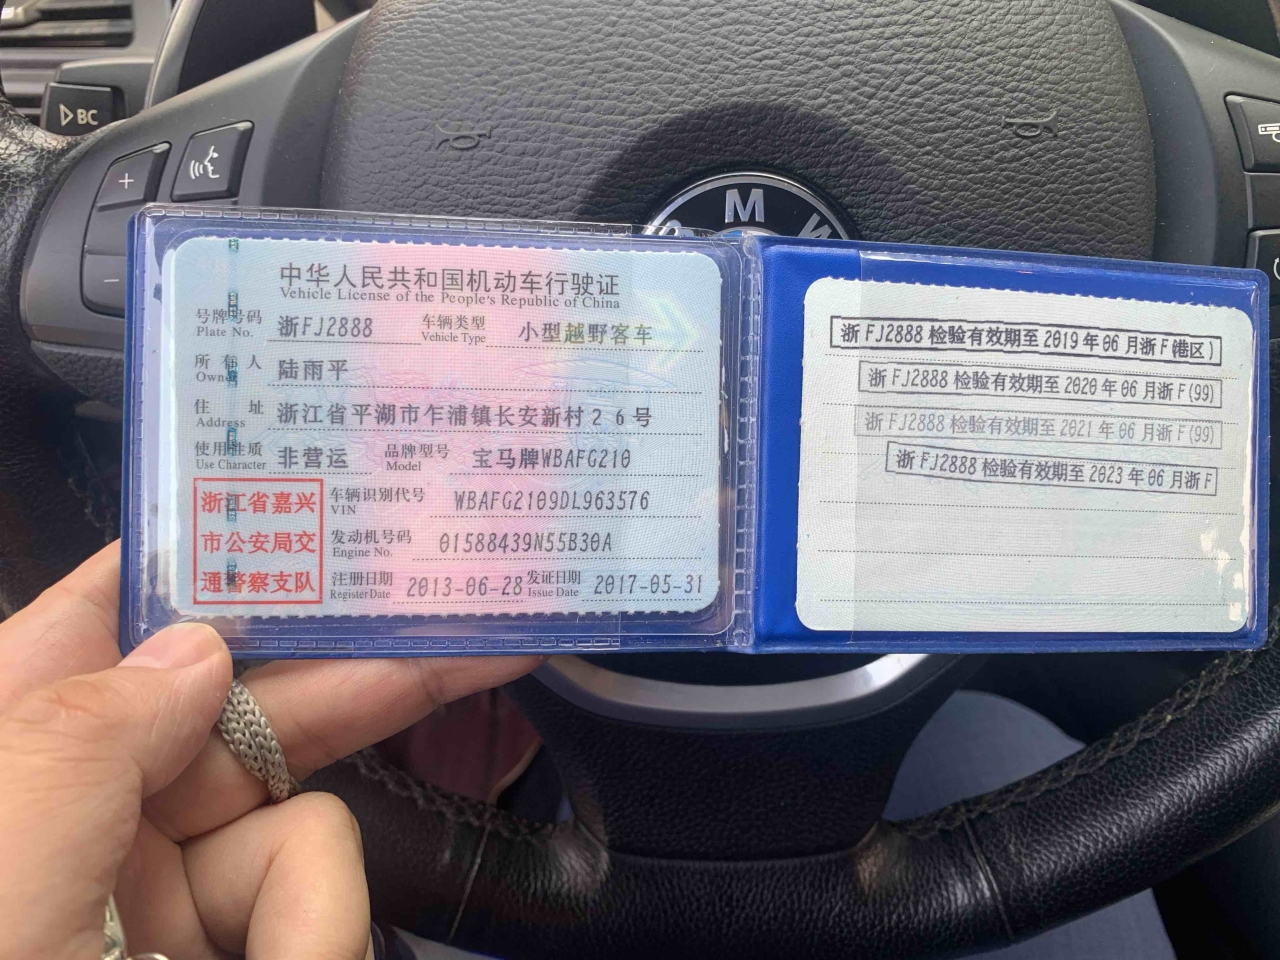 BC
+
−
BMW
中华人民共和国机动车行驶证
Vehicle License of the People's Republic of China
号牌号码 浙FJ2888 车辆类型 小型越野客车
Plate No. Vehicle Type
所有人 陆雨平
Owner
住址 浙江省平湖市乍浦镇长安新村26号
Address
使用性质 非营运 品牌型号 宝马牌WBAFG210
Use Character Model
浙江省嘉兴
市公安局交
通警察支队
车辆识别代号 WBAFG2109DL963576
VIN
发动机号码 01588439N55B30A
Engine No.
注册日期 2013-06-28 发证日期 2017-05-31
Register Date Issue Date
浙FJ2888检验有效期至2019年06月浙F(港区)
浙FJ2888检验有效期至2020年06月浙F(99)
浙FJ2888检验有效期至2021年06月浙F(99)
浙FJ2888检验有效期至2023年06月浙F